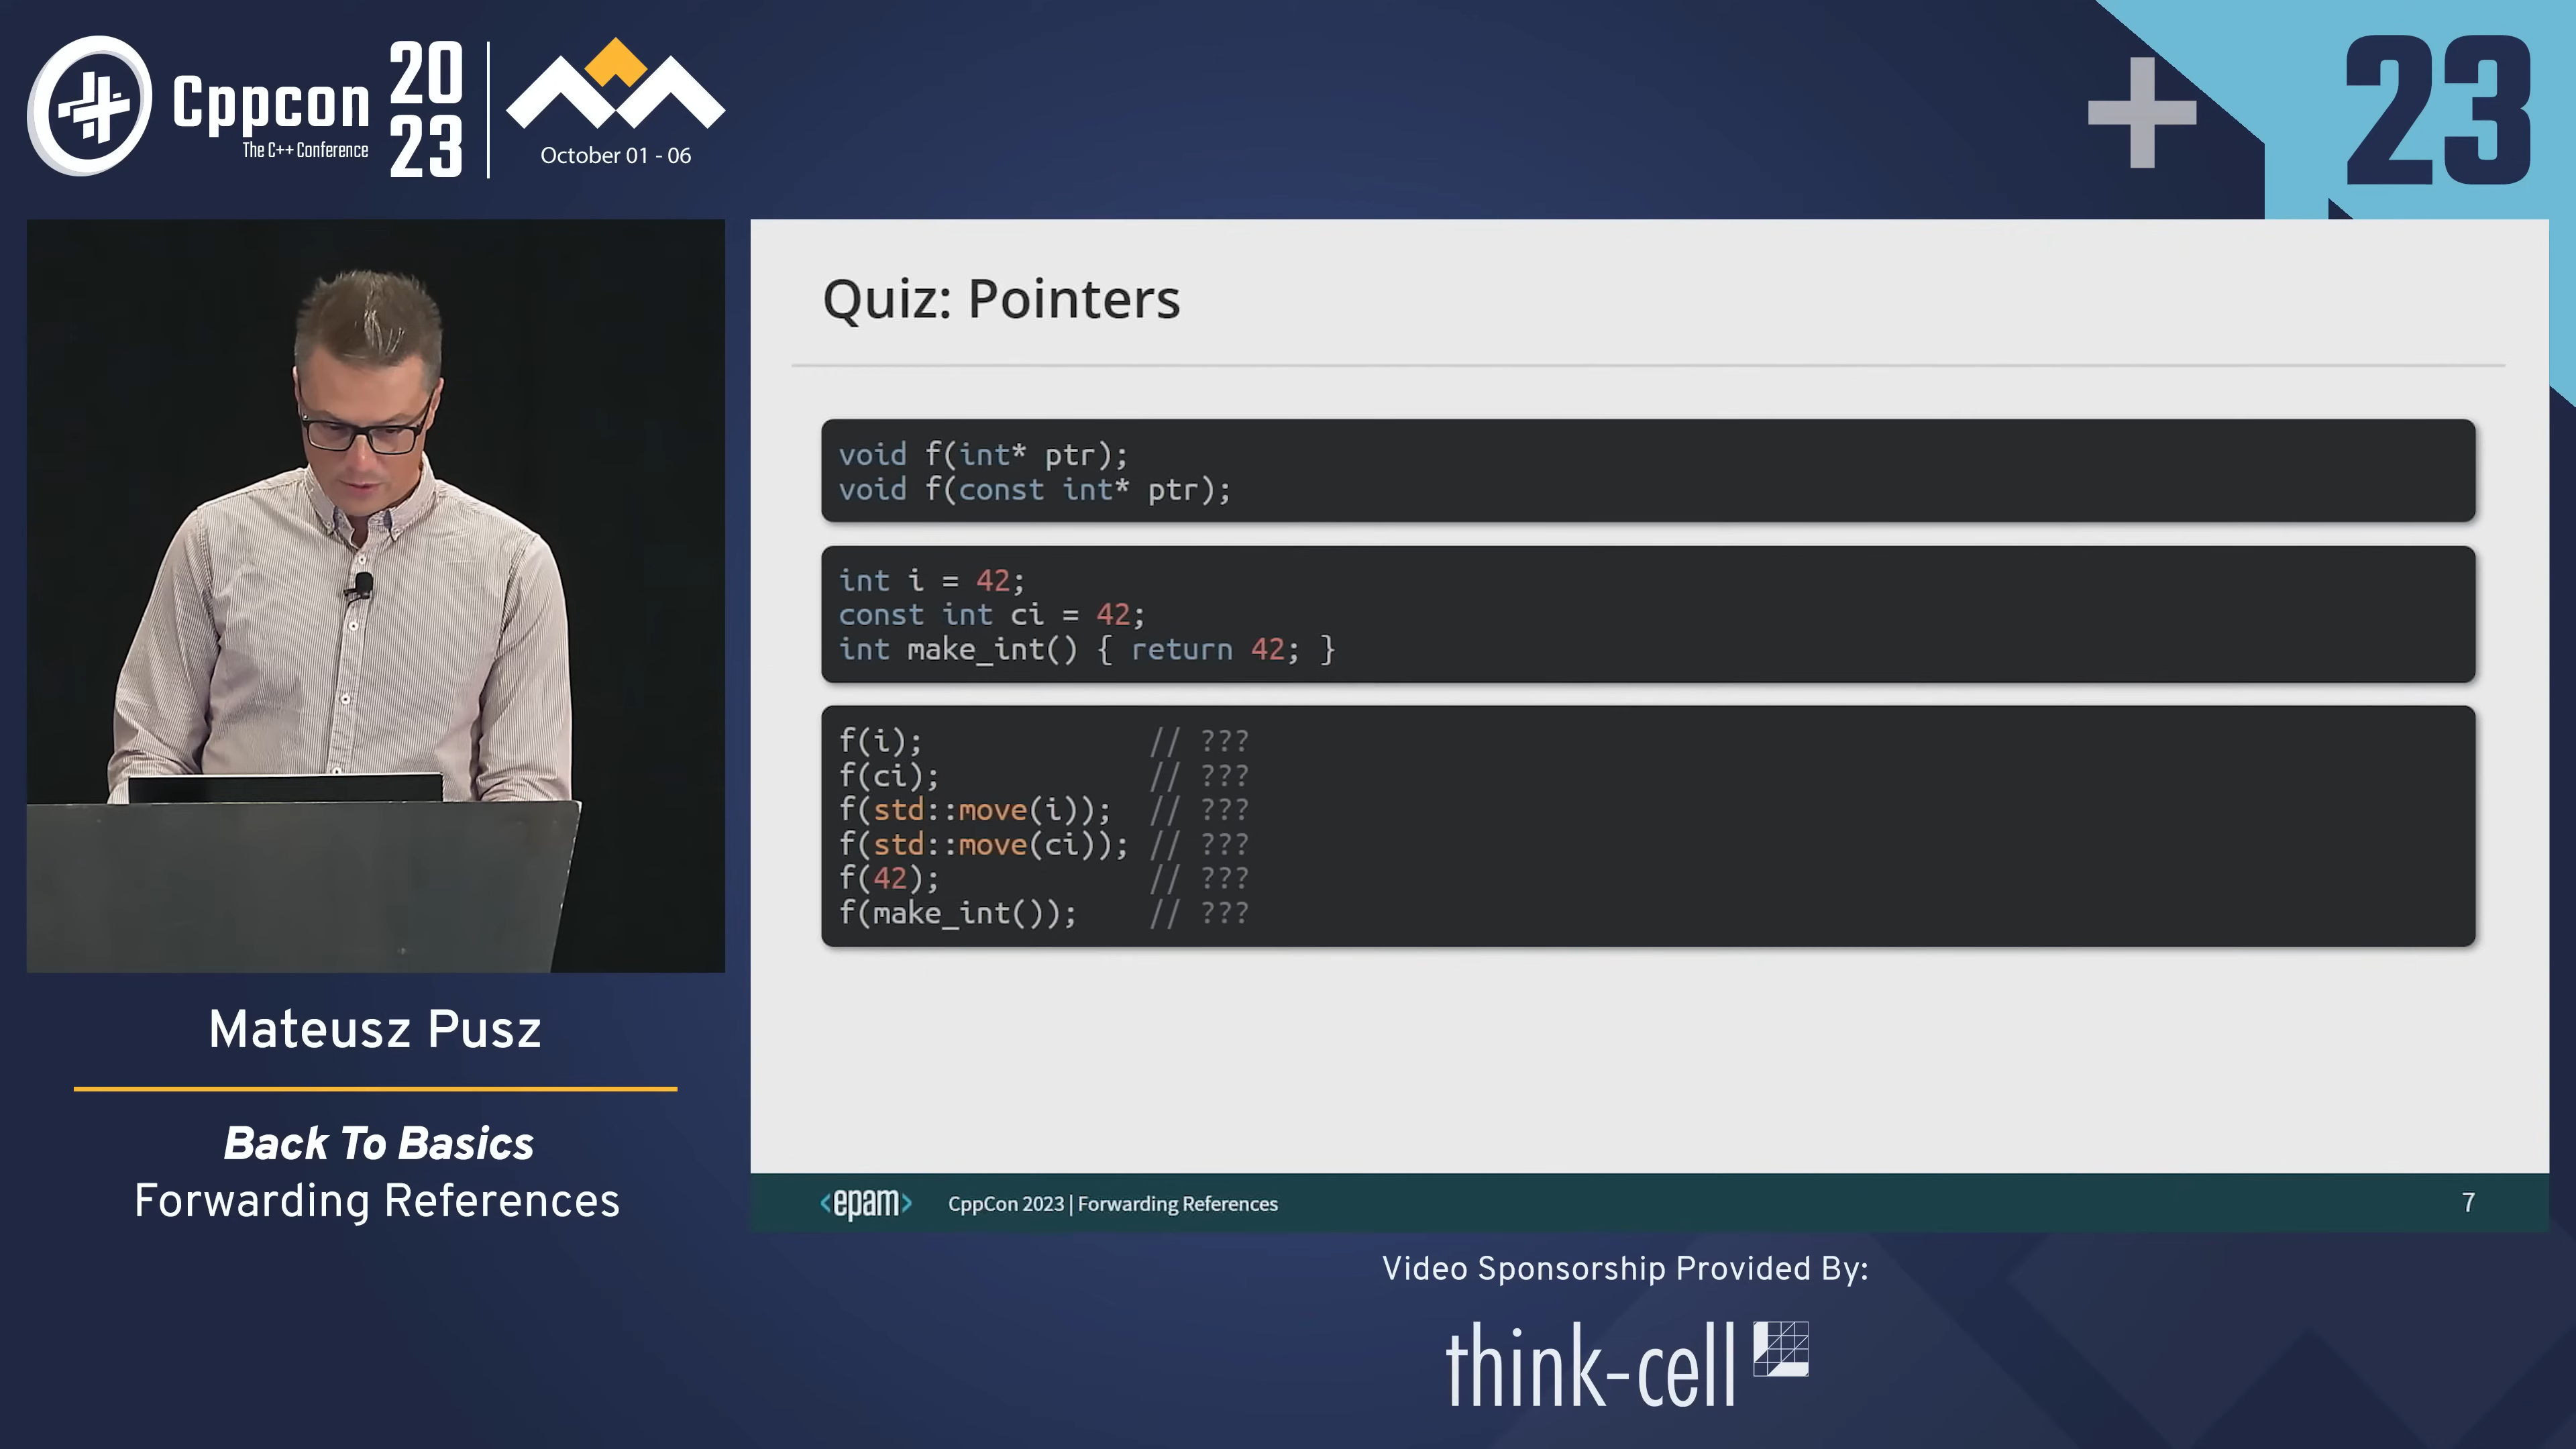 Cppcon
The C++ Conference
20
23
October 01 - 06
23
Quiz: Pointers
void f(int* ptr);
void f(const int* ptr);
int i = 42;
const int ci = 42;
int make_int() { return 42; }
f(i); // ???
f(ci); // ???
f(std::move(i)); // ???
f(std::move(ci)); // ???
f(42); // ???
f(make_int()); // ???
<epam> CppCon 2023 | Forwarding References 7
Mateusz Pusz
Back To Basics
Forwarding References
Video Sponsorship Provided By:
think-cell